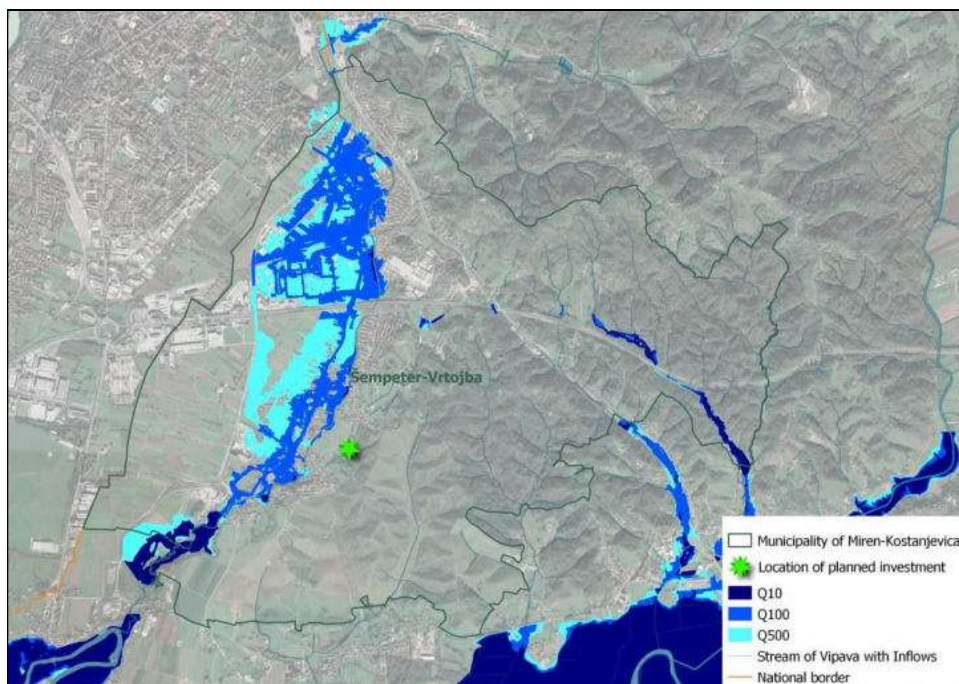 Šempeter-Vrtojba
Municipality of Miren-Kostanjevica
Location of planned investment
Q10
Q100
Q500
Stream of Vipava with Inflows
National border